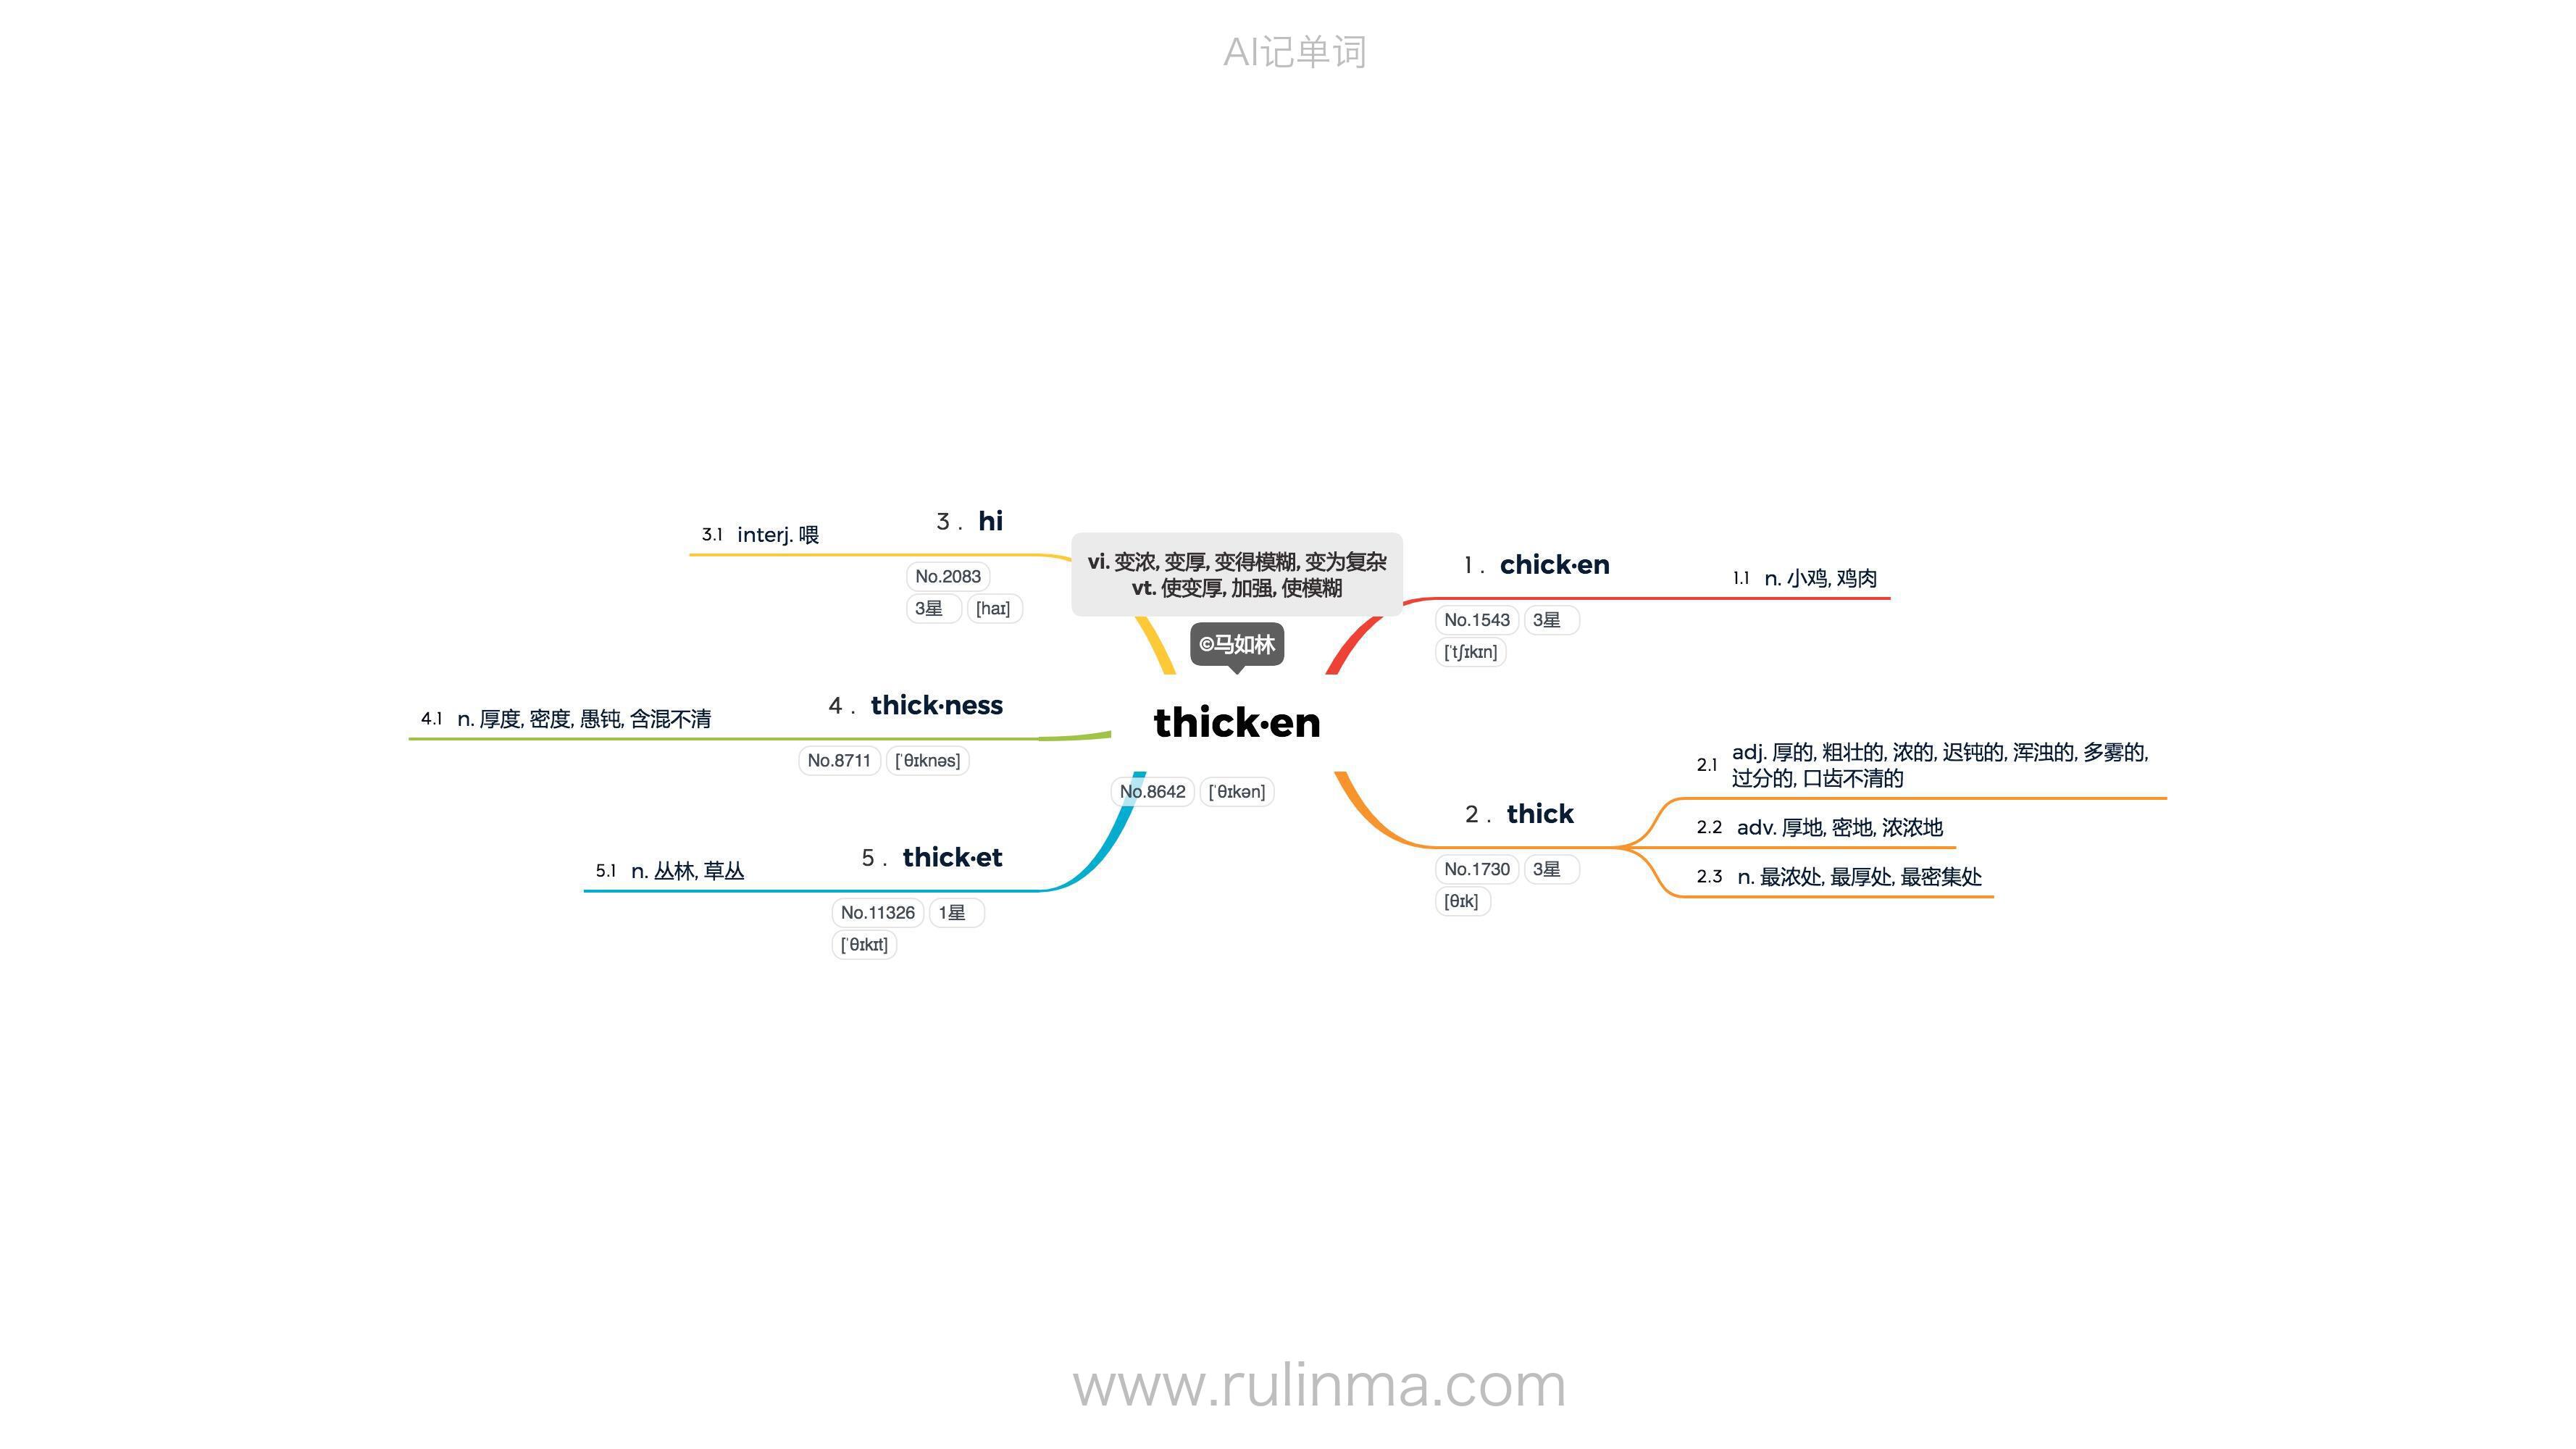 AI记单词
vi. 变浓, 变厚, 变得模糊, 变为复杂
vt. 使变厚, 加强, 使模糊
©马如林
thick·en
No.8642 [ˈθɪkən]
1. chick·en
No.1543 3星
[ˈtʃɪkɪn]
1.1 n. 小鸡, 鸡肉
2. thick
No.1730 3星
[θɪk]
2.1 adj. 厚的, 粗壮的, 浓的, 迟钝的, 浑浊的, 多雾的,
过分的, 口齿不清的
2.2 adv. 厚地, 密地, 浓浓地
2.3 n. 最浓处, 最厚处, 最密集处
3. hi
No.2083
3星 [haɪ]
3.1 interj. 喂
4. thick·ness
No.8711 [ˈθɪknəs]
4.1 n. 厚度, 密度, 愚钝, 含混不清
5. thick·et
No.11326 1星
[ˈθɪkɪt]
5.1 n. 丛林, 草丛
www.rulinma.com